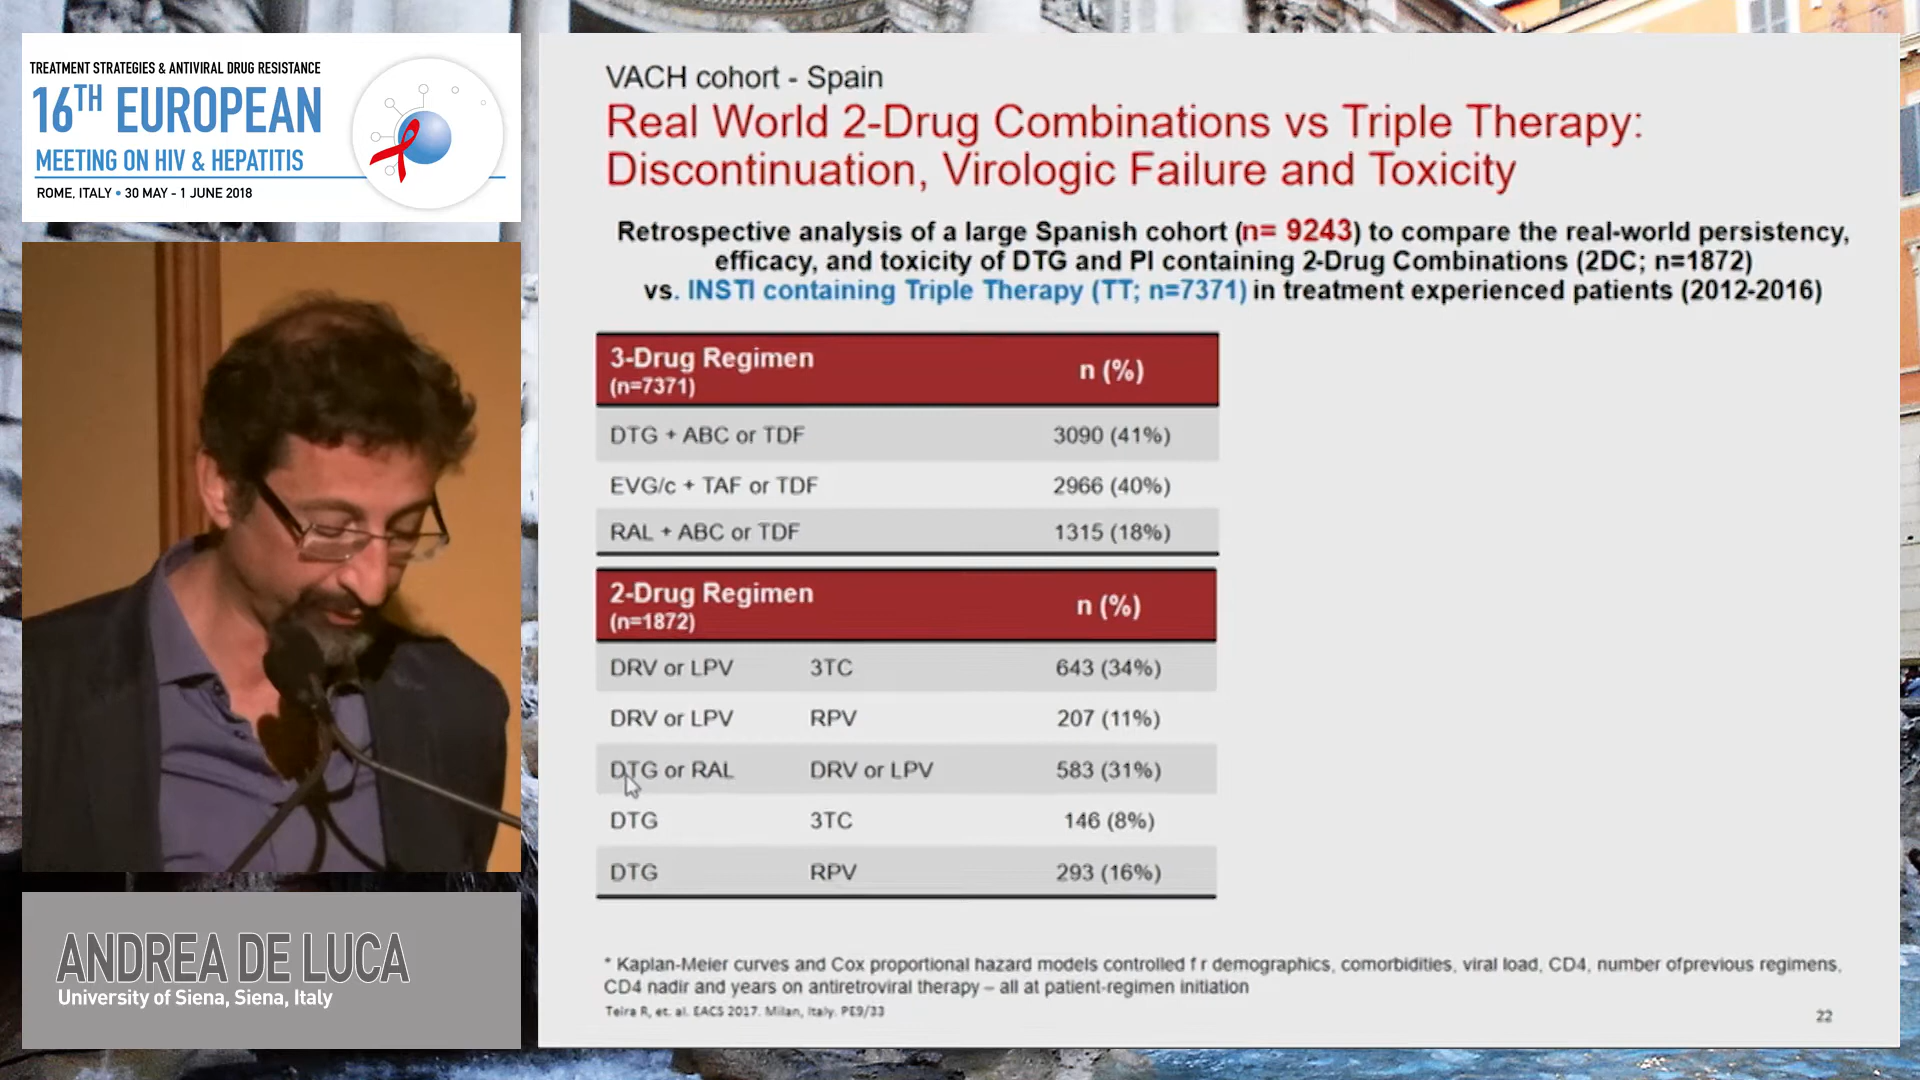 TREATMENT STRATEGIES & ANTIVIRAL DRUG RESISTANCE
16TH EUROPEAN
MEETING ON HIV & HEPATITIS
ROME, ITALY • 30 MAY - 1 JUNE 2018
ANDREA DE LUCA
University of Siena, Siena, Italy
VACH cohort - Spain
Real World 2-Drug Combinations vs Triple Therapy:
Discontinuation, Virologic Failure and Toxicity
Retrospective analysis of a large Spanish cohort (n= 9243) to compare the real-world persistency,
efficacy, and toxicity of DTG and PI containing 2-Drug Combinations (2DC; n=1872)
vs. INSTI containing Triple Therapy (TT; n=7371) in treatment experienced patients (2012-2016)
3-Drug Regimen n (%)
(n=7371)
DTG + ABC or TDF 3090 (41%)
EVG/c + TAF or TDF 2966 (40%)
RAL + ABC or TDF 1315 (18%)
2-Drug Regimen n (%)
(n=1872)
DRV or LPV 3TC 643 (34%)
DRV or LPV RPV 207 (11%)
DTG or RAL DRV or LPV 583 (31%)
DTG 3TC 146 (8%)
DTG RPV 293 (16%)
* Kaplan-Meier curves and Cox proportional hazard models controlled f r demographics, comorbidities, viral load, CD4, number ofprevious regimens,
CD4 nadir and years on antiretroviral therapy – all at patient-regimen initiation
Teira R, et. al. EACS 2017. Milan, Italy. PE9/33
22